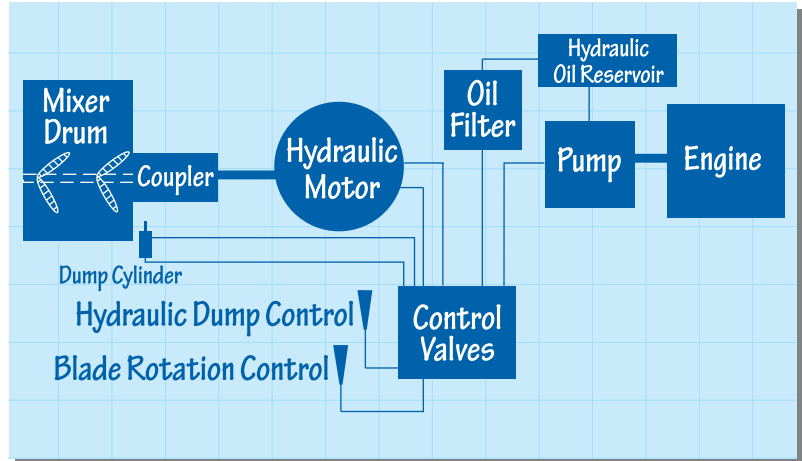 Hydraulic
Oil Reservoir
Mixer
Drum
Oil
Filter
Hydraulic
Motor
Coupler
Pump
Engine
Dump Cylinder
Hydraulic Dump Control
Control
Valves
Blade Rotation Control